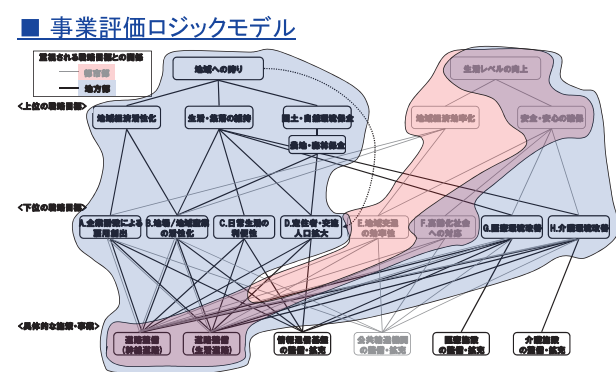 ■ 事業評価ロジックモデル
重視される戦略目標との関係
都市部
地方部
地域への誇り
生活レベルの向上
<上位の戦略目標>
地域経済活性化
生活・集落の維持
国土・自然環境保全
地域経済効率化
安全・安心の確保
農地・森林保全
<下位の戦略目標>
A.企業誘致による
雇用創出
B.地場/地域産業
の活性化
C.日常生活の
利便性
D.定住者・交流
人口拡大
E.地域交通
の効率性
F.高齢化社会
への対応
G.医療環境改善
H.介護環境改善
<具体的な施策・事業>
道路整備
(幹線道路)
道路整備
(生活道路)
情報通信基盤
の整備・拡充
公共輸送機関
の整備・拡充
医療施設
の整備・拡充
介護施設
の整備・拡充